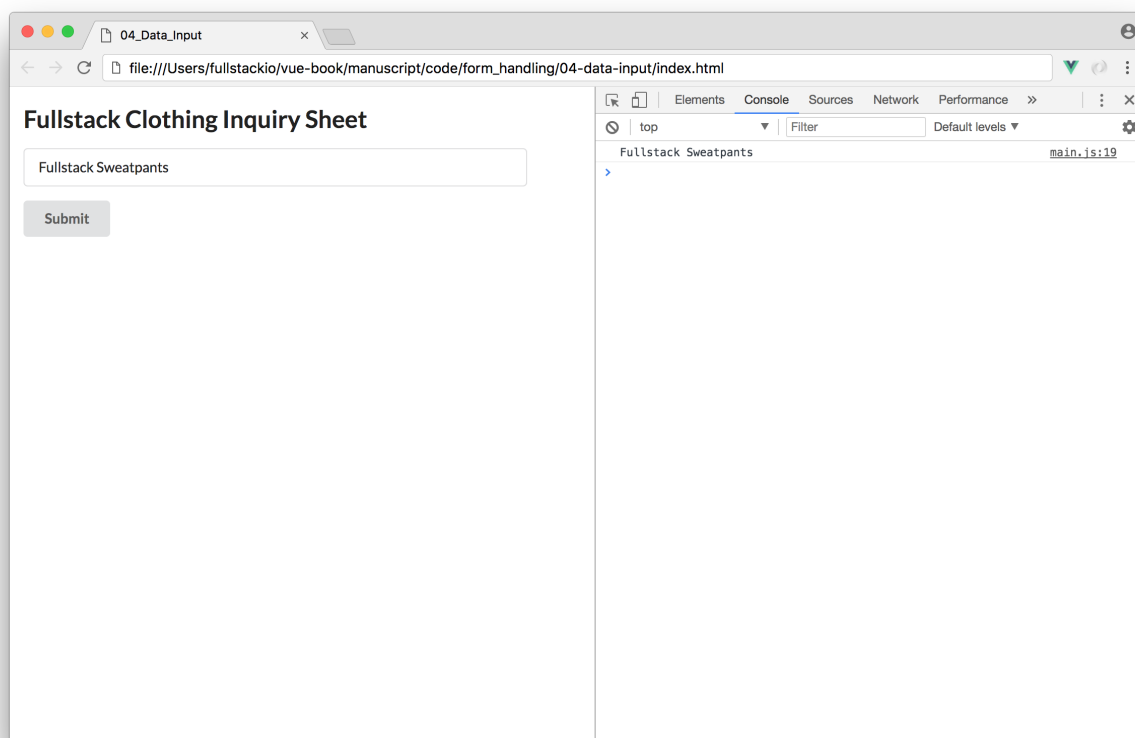 04_Data_Input
file:///Users/fullstackio/vue-book/manuscript/code/form_handling/04-data-input/index.html
Elements Console Sources Network Performance »
top Filter Default levels
Fullstack Clothing Inquiry Sheet
Fullstack Sweatpants
Submit
Fullstack Sweatpants main.js:19